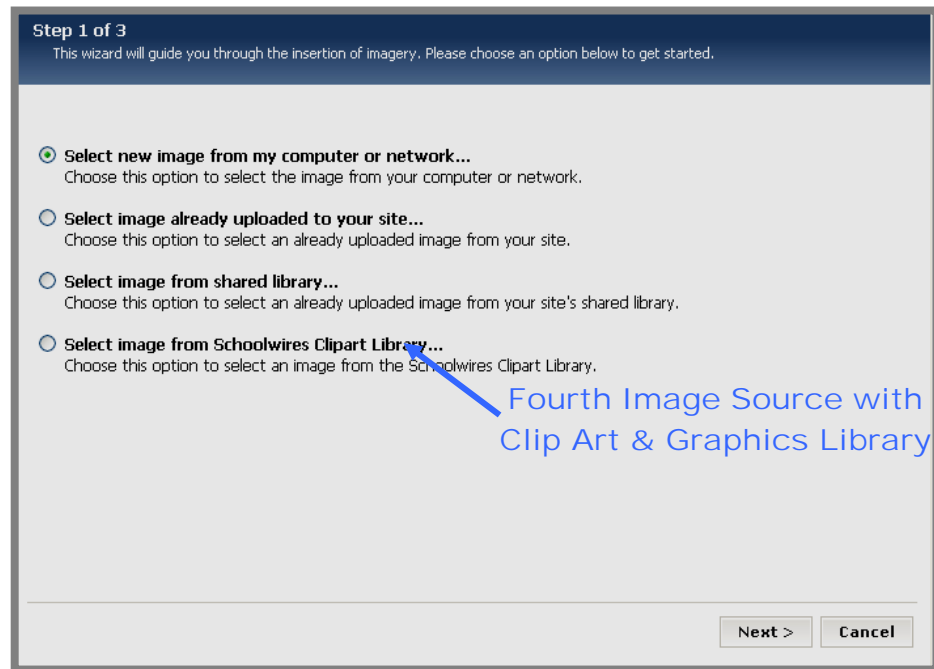 Step 1 of 3
This wizard will guide you through the insertion of imagery. Please choose an option below to get started.
Select new image from my computer or network...
Choose this option to select the image from your computer or network.
Select image already uploaded to your site...
Choose this option to select an already uploaded image from your site.
Select image from shared library...
Choose this option to select an already uploaded image from your site's shared library.
Select image from Schoolwires Clipart Library...
Choose this option to select an image from the Schoolwires Clipart Library.
Fourth Image Source with
Clip Art & Graphics Library
Next >
Cancel